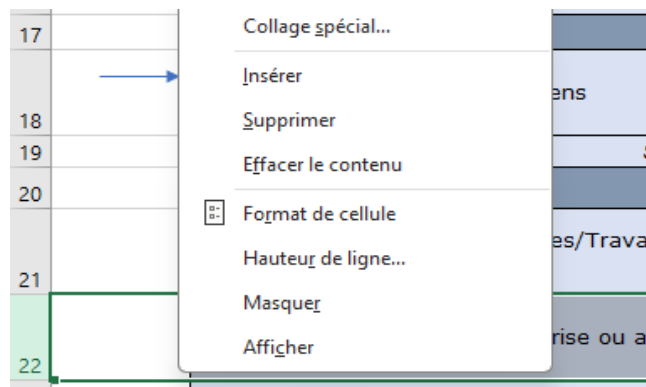 17
Collage spécial...
Insérer
ens
18
Supprimer
19
Effacer le contenu
20
Format de cellule
es/Trava
21
Hauteur de ligne...
Masquer
rise ou a
22
Afficher